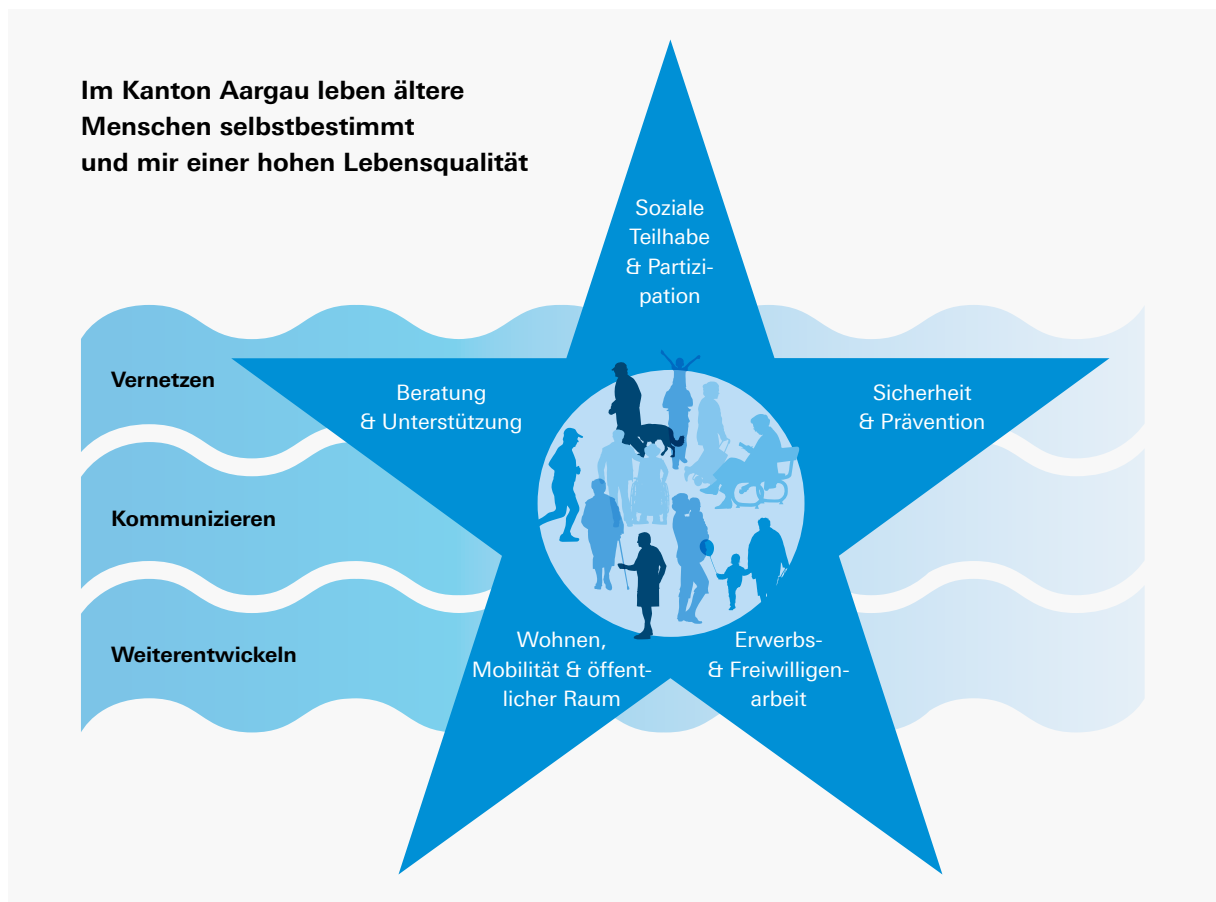 Im Kanton Aargau leben ältere
Menschen selbstbestimmt
und mir einer hohen Lebensqualität
Soziale
Teilhabe
& Partizi-
pation
Vernetzen
Beratung
& Unterstützung
Sicherheit
& Prävention
Kommunizieren
Weiterentwickeln
Wohnen,
Mobilität & öffent-
licher Raum
Erwerbs-
& Freiwilligen-
arbeit